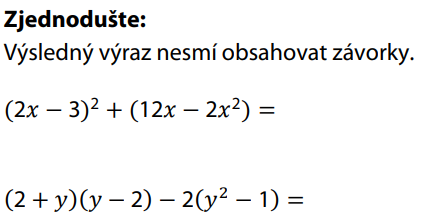 Zjednodušte:
Výsledný výraz nesmí obsahovat závorky.
(2x − 3)² + (12x − 2x²) =
(2 + y)(y − 2) − 2(y² − 1) =